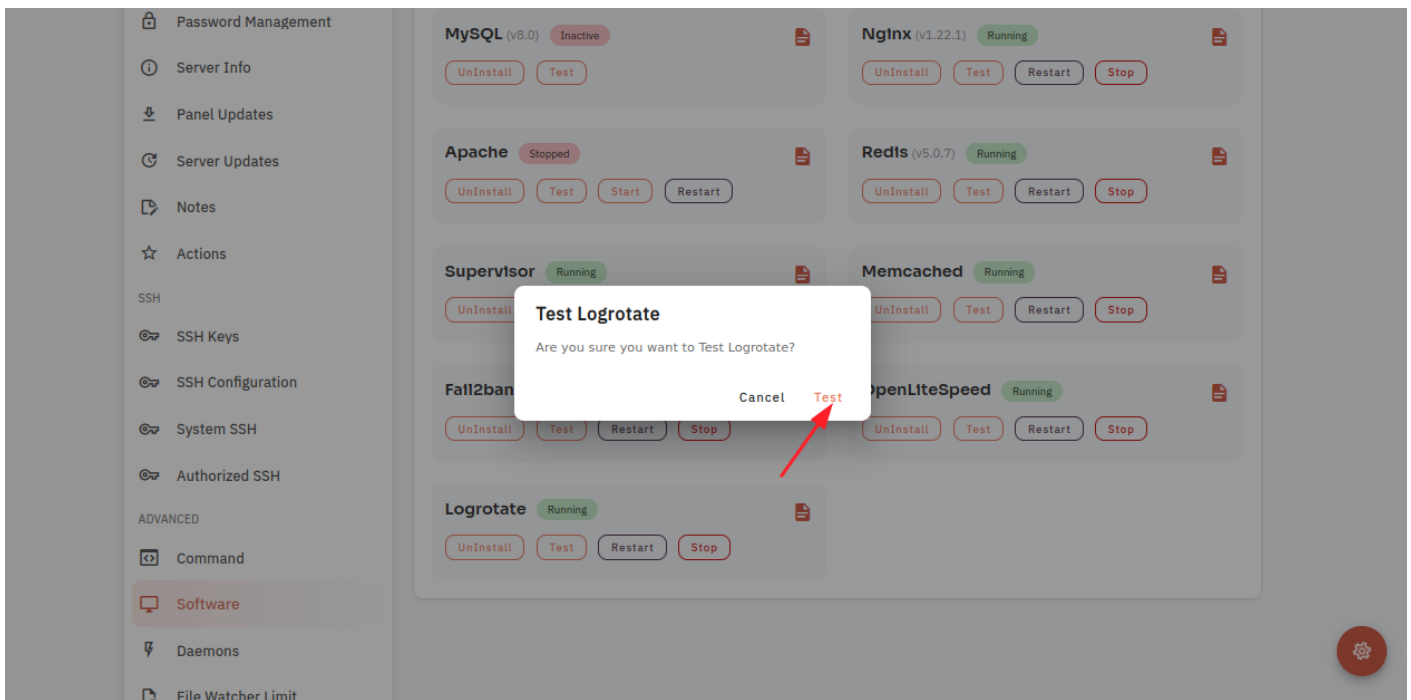 Password Management
Server Info
Panel Updates
Server Updates
Notes
Actions
SSH
SSH Keys
SSH Configuration
System SSH
Authorized SSH
ADVANCED
Command
Software
Daemons
File Watcher Limit
MySQL (v8.0) Inactive
UnInstall Test
Nginx (v1.22.1) Running
UnInstall Test Restart Stop
Apache Stopped
UnInstall Test Start Restart
Redis (v5.0.7) Running
UnInstall Test Restart Stop
Supervisor Running
UnInstall
Memcached Running
UnInstall Test Restart Stop
Test Logrotate
Are you sure you want to Test Logrotate?
Cancel Test
Fail2ban
UnInstall Test Restart Stop
OpenLiteSpeed Running
UnInstall Test Restart Stop
Logrotate Running
UnInstall Test Restart Stop